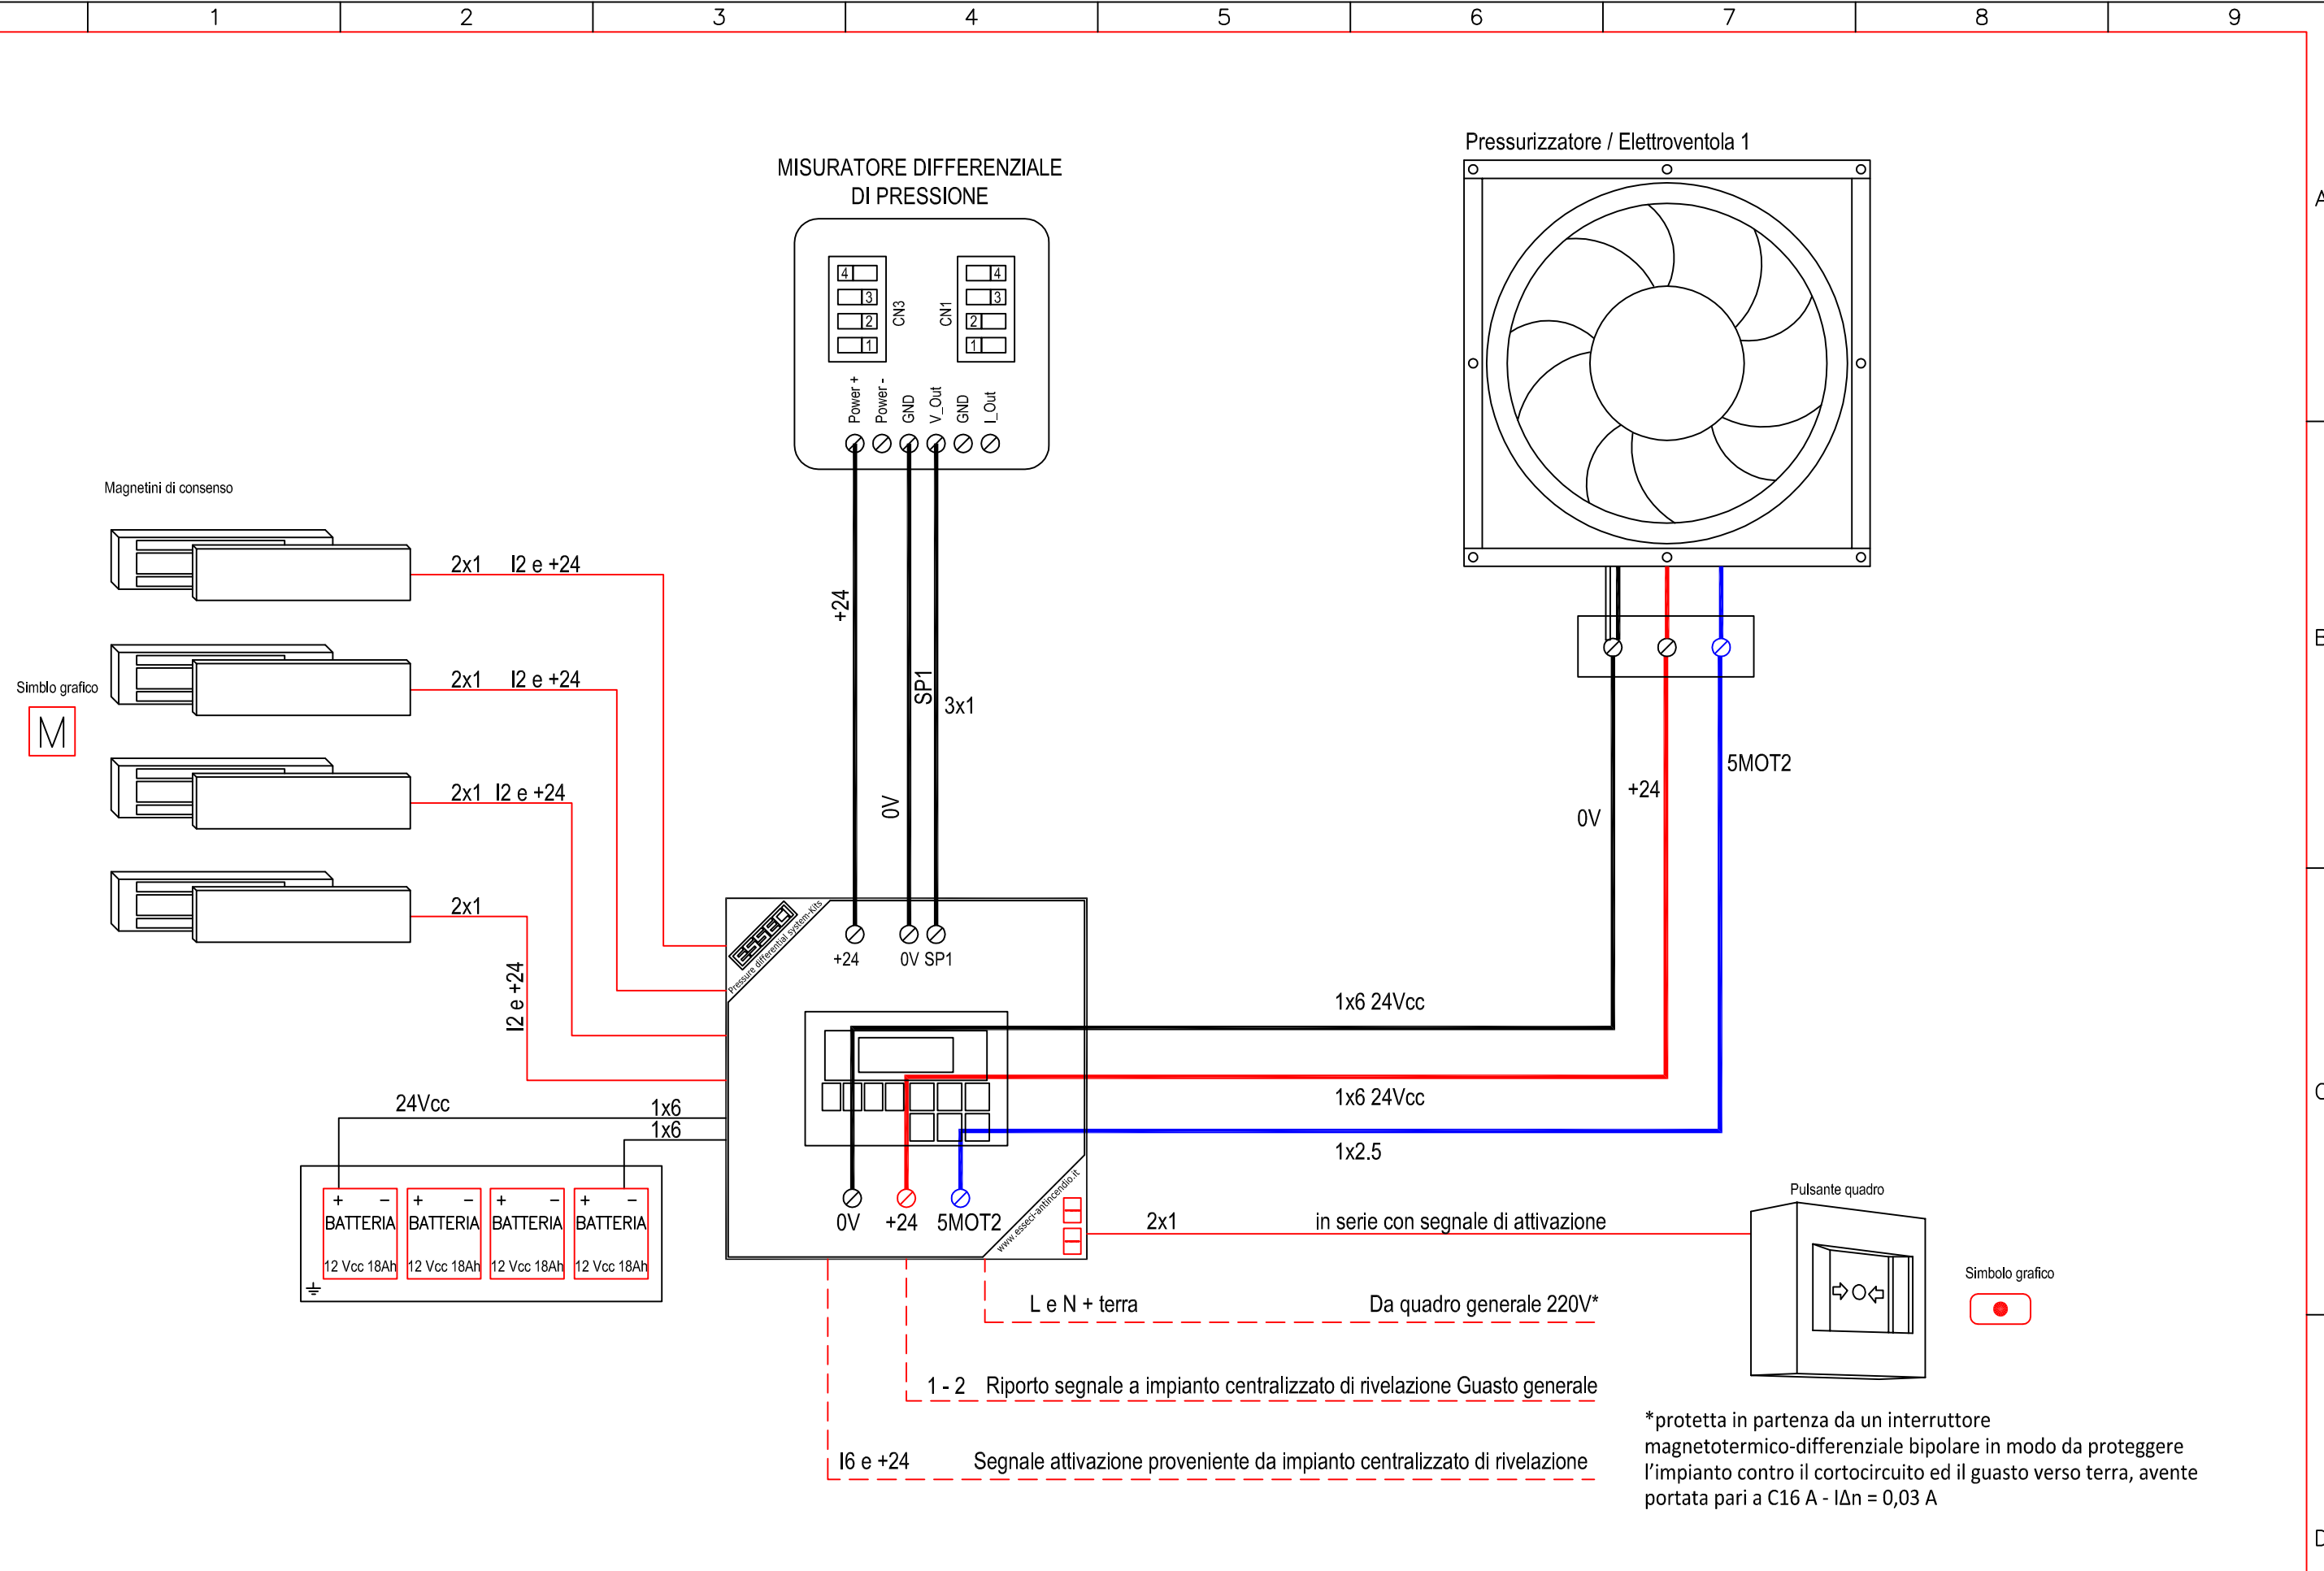 1 2 3 4 5 6 7 8 9
Pressurizzatore / Elettroventola 1
MISURATORE DIFFERENZIALE
DI PRESSIONE
A
4
3
2
1
CN3
CN1
4
3
2
1
Power +
Power -
GND
V_Out
GND
I_Out
Magnetini di consenso
2x1 I2 e +24
+24
B
Simblo grafico
M
2x1 I2 e +24
SP1
3x1
5MOT2
2x1 I2 e +24
0V
+24
0V
2x1
I2 e +24
ESSECI
Pressure differential system-Kits
+24 0V SP1
1x6 24Vcc
C
24Vcc
1x6
1x6
1x6 24Vcc
1x2.5
+ -
BATTERIA
12 Vcc 18Ah
+ -
BATTERIA
12 Vcc 18Ah
+ -
BATTERIA
12 Vcc 18Ah
+ -
BATTERIA
12 Vcc 18Ah
0V +24 5MOT2
www.esseci-antincendio.it
2x1 in serie con segnale di attivazione
Pulsante quadro
Simbolo grafico
L e N + terra Da quadro generale 220V*
1 - 2 Riporto segnale a impianto centralizzato di rivelazione Guasto generale
I6 e +24 Segnale attivazione proveniente da impianto centralizzato di rivelazione
*protetta in partenza da un interruttore
magnetotermico-differenziale bipolare in modo da proteggere
l'impianto contro il cortocircuito ed il guasto verso terra, avente
portata pari a C16 A - IΔn = 0,03 A
D